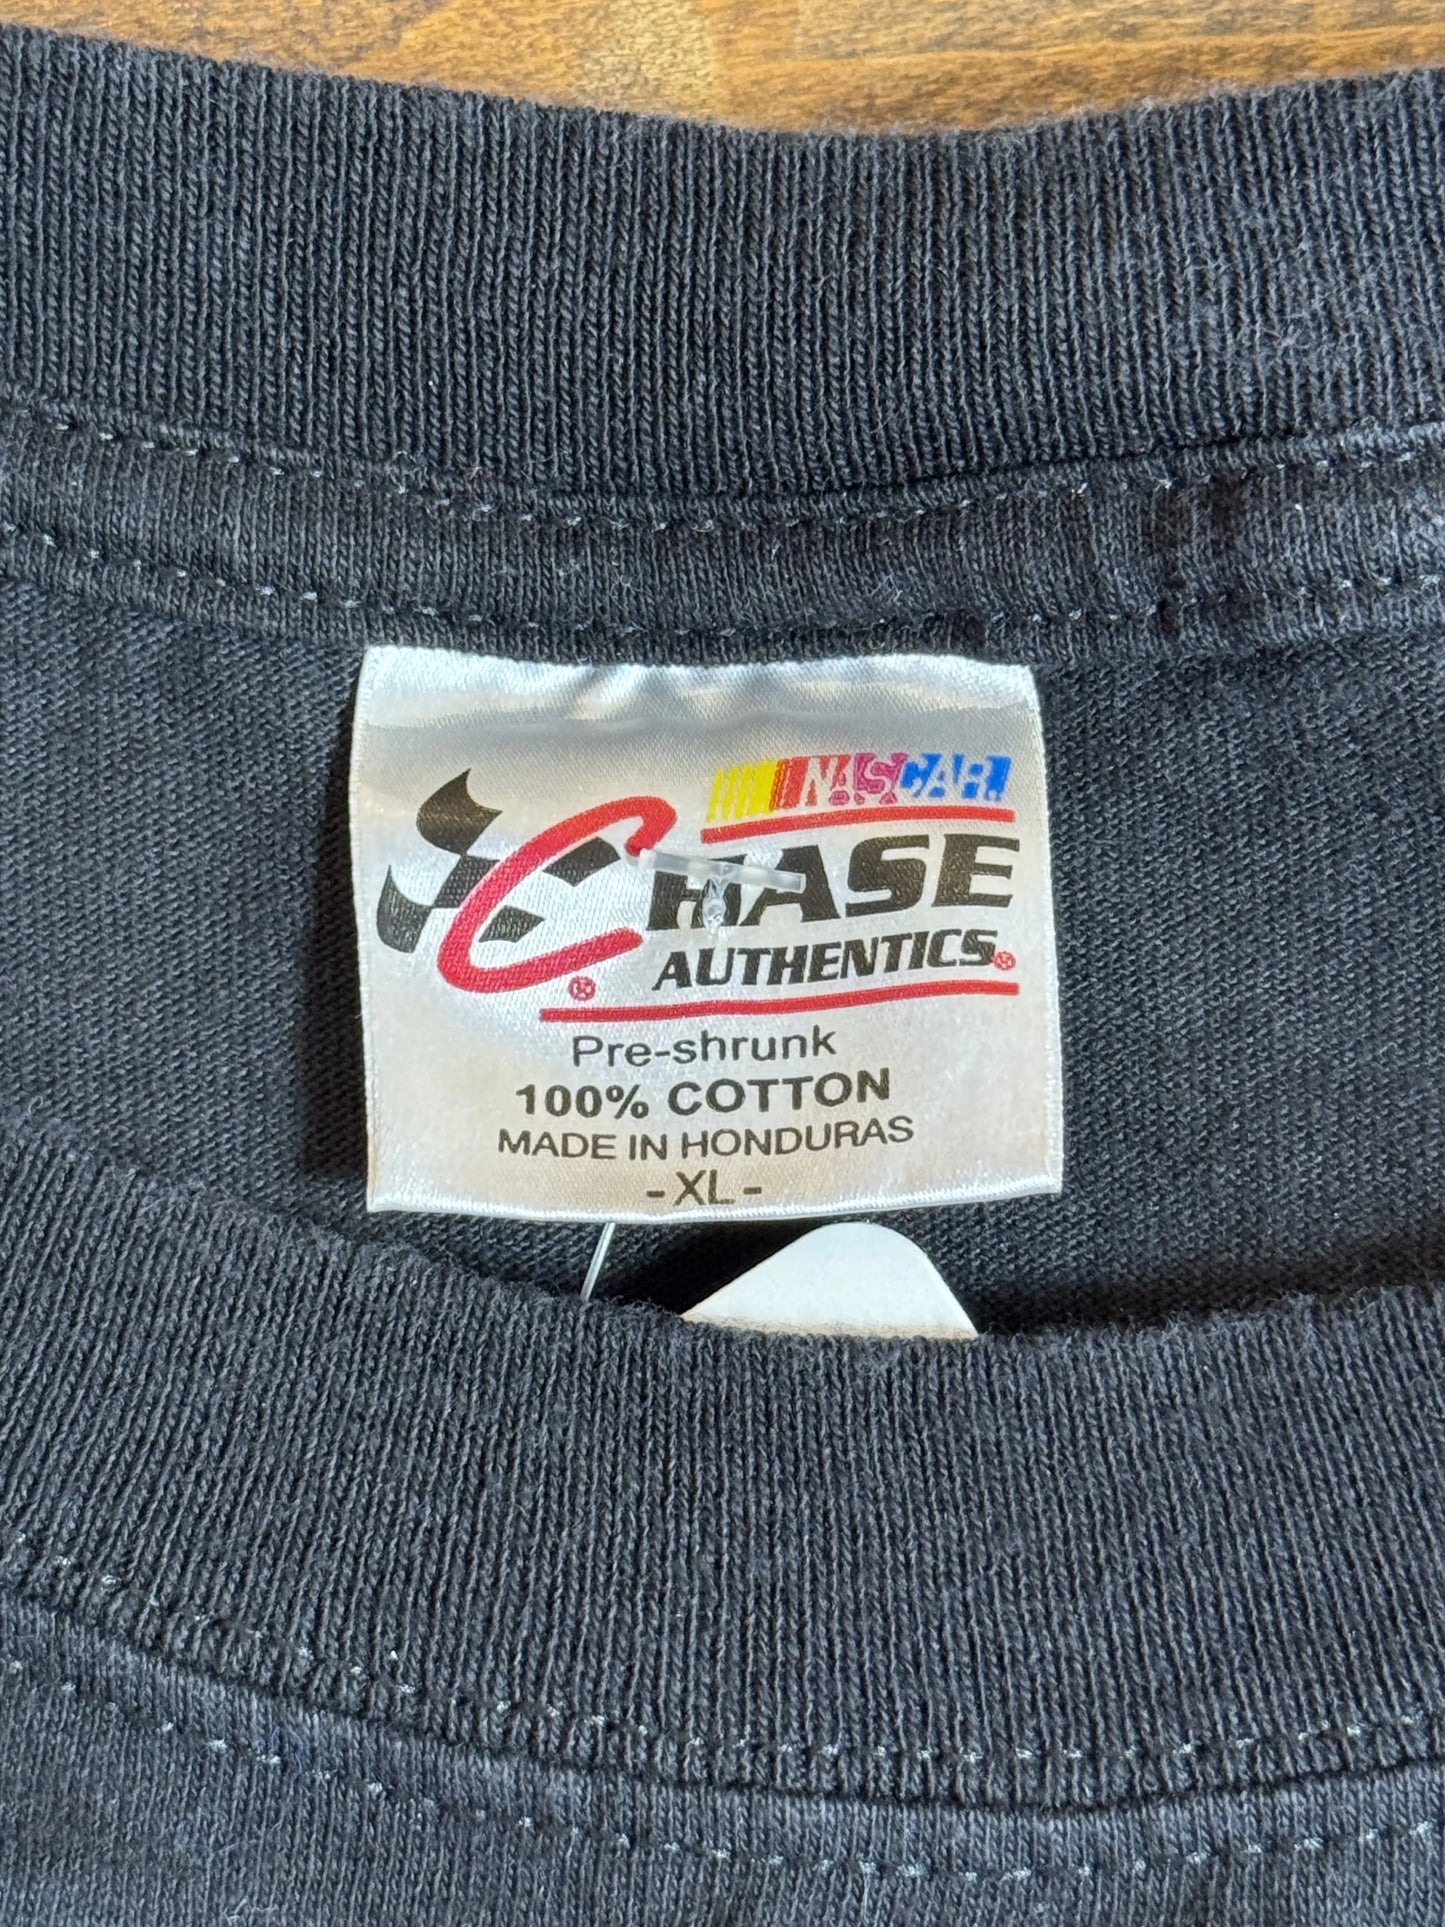 NASCAR.
CHASE
AUTHENTICS®
®
Pre-shrunk
100% COTTON
MADE IN HONDURAS
- XL -